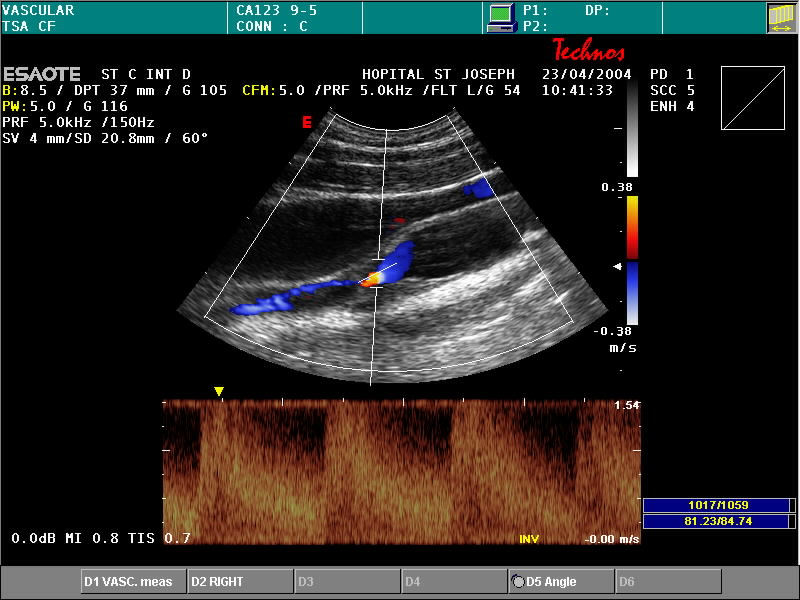 VASCULAR CA123 9-5 P1: DP:
TSA CF CONN : C P2:
Technos
ESAOTE ST C INT D HOPITAL ST JOSEPH 23/04/2004 PD 1
B:8.5 / DPT 37 mm / G 105 CFM:5.0 /PRF 5.0kHz /FLT L/G 54 10:41:33 SCC 5
PW:5.0 / G 116 ENH 4
PRF 5.0kHz /150Hz
SV 4 mm/SD 20.8mm / 60°
E
0.38
-0.38
m/s
1.54
1017/1059
81.23/84.74
0.0dB MI 0.8 TIS 0.7 INV -0.00 m/s
D1 VASC. meas D2 RIGHT D3 D4 D5 Angle D6